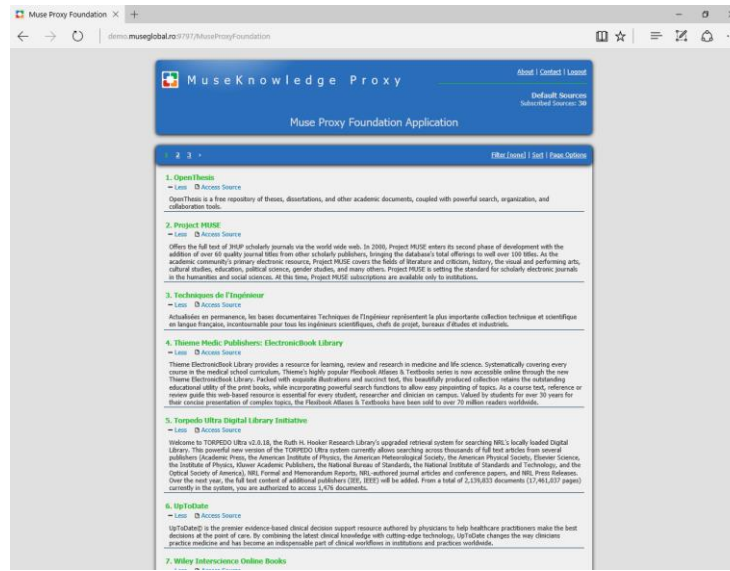 Muse Proxy Foundation
demo.museglobal.ro:9797/MuseProxyFoundation
MuseKnowledge Proxy
About | Contact | Logout
Default Sources
Subscribed Sources: 30
Muse Proxy Foundation Application
1 2 3
Filter [none] | Sort | Page Options
1. OpenThesis
Less Access Source
OpenThesis is a free repository of theses, dissertations, and other academic documents, coupled with powerful search, organization, and
collaboration tools.
2. Project MUSE
Less Access Source
Offers the full text of JHUP scholarly journals via the world wide web. In 2000, Project MUSE enters its second phase of development with the
addition of over 60 quality journal titles from other scholarly publishers, bringing the database's total offerings to well over 100 titles. As the
academic community's primary electronic resource, Project MUSE covers the fields of literature and criticism, history, the visual and performing arts,
cultural studies, education, political science, gender studies, and many others. Project MUSE is setting the standard for scholarly electronic journals
in the humanities and social sciences. At this time, Project MUSE subscriptions are available only to institutions.
3. Techniques de l'Ingénieur
Less Access Source
Actualisées en permanence, les bases documentaires Techniques de l'Ingénieur représentent la plus importante collection technique et scientifique
en langue française, incontournable pour tous les ingénieurs scientifiques, chefs de projet, bureaux d'études et industriels.
4. Thieme Medic Publishers: ElectronicBook Library
Less Access Source
Thieme ElectronicBook Library provides a resource for learning, review and research in medicine and life science. Systematically covering every
course in the medical school curriculum, Thieme's highly popular Flexibook Atlases & Textbooks series is now accessible online through the new
Thieme ElectronicBook Library. Packed with exquisite illustrations and succinct text, this beautifully produced collection retains the outstanding
educational utility of the print books, while incorporating powerful search functions to allow easy pinpointing of topics. As a course text, reference or
review guide this web-based resource is essential for every student, researcher and clinician on campus. Valued by students for over 30 years for
their concise presentation of complex topics, the Flexibook Atlases & Textbooks have been sold to over 70 million readers worldwide.
5. Torpedo Ultra Digital Library Initiative
Less Access Source
Welcome to TORPEDO Ultra v2.0.18, the Ruth H. Hooker Research Library's upgraded retrieval system for searching NRL's locally loaded Digital
Library. This powerful new version of the TORPEDO Ultra system currently allows searching across thousands of full text articles from several
publishers (Academic Press, the American Institute of Physics, the American Meteorological Society, the American Physical Society, Elsevier Science,
the Institute of Physics, Kluwer Academic Publishers, the National Bureau of Standards, the National Institute of Standards and Technology, and the
Optical Society of America), NRL Formal and Memorandum Reports, NRL-authored journal articles and conference papers, and NRL Press Releases.
Over the next year, the full text content of additional publishers (IEE, IEEE) will be added. From a total of 2,139,833 documents (17,461,037 pages)
currently in the system, you are authorized to access 1,476 documents.
6. UpToDate
Less Access Source
UpToDate© is the premier evidence-based clinical decision support resource authored by physicians to help healthcare practitioners make the best
decisions at the point of care. By combining the latest clinical knowledge with cutting-edge technology, UpToDate changes the way clinicians
practice medicine and has become an indispensable part of clinical workflows in institutions and practices worldwide.
7. Wiley Interscience Online Books
Less Access Source